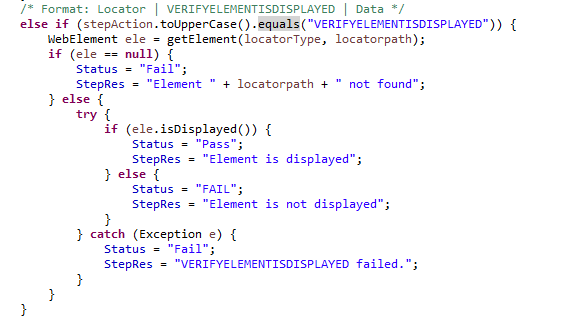 /* Format: Locator | VERIFYELEMENTISDISPLAYED | Data */
else if (stepAction.toUpperCase().equals("VERIFYELEMENTISDISPLAYED")) {
    WebElement ele = getElement(locatorType, locatorpath);
    if (ele == null) {
        Status = "Fail";
        StepRes = "Element " + locatorpath + " not found";
    } else {
        try {
            if (ele.isDisplayed()) {
                Status = "Pass";
                StepRes = "Element is displayed";
            } else {
                Status = "FAIL";
                StepRes = "Element is not displayed";
            }
        } catch (Exception e) {
            Status = "Fail";
            StepRes = "VERIFYELEMENTISDISPLAYED failed.";
        }
    }
}